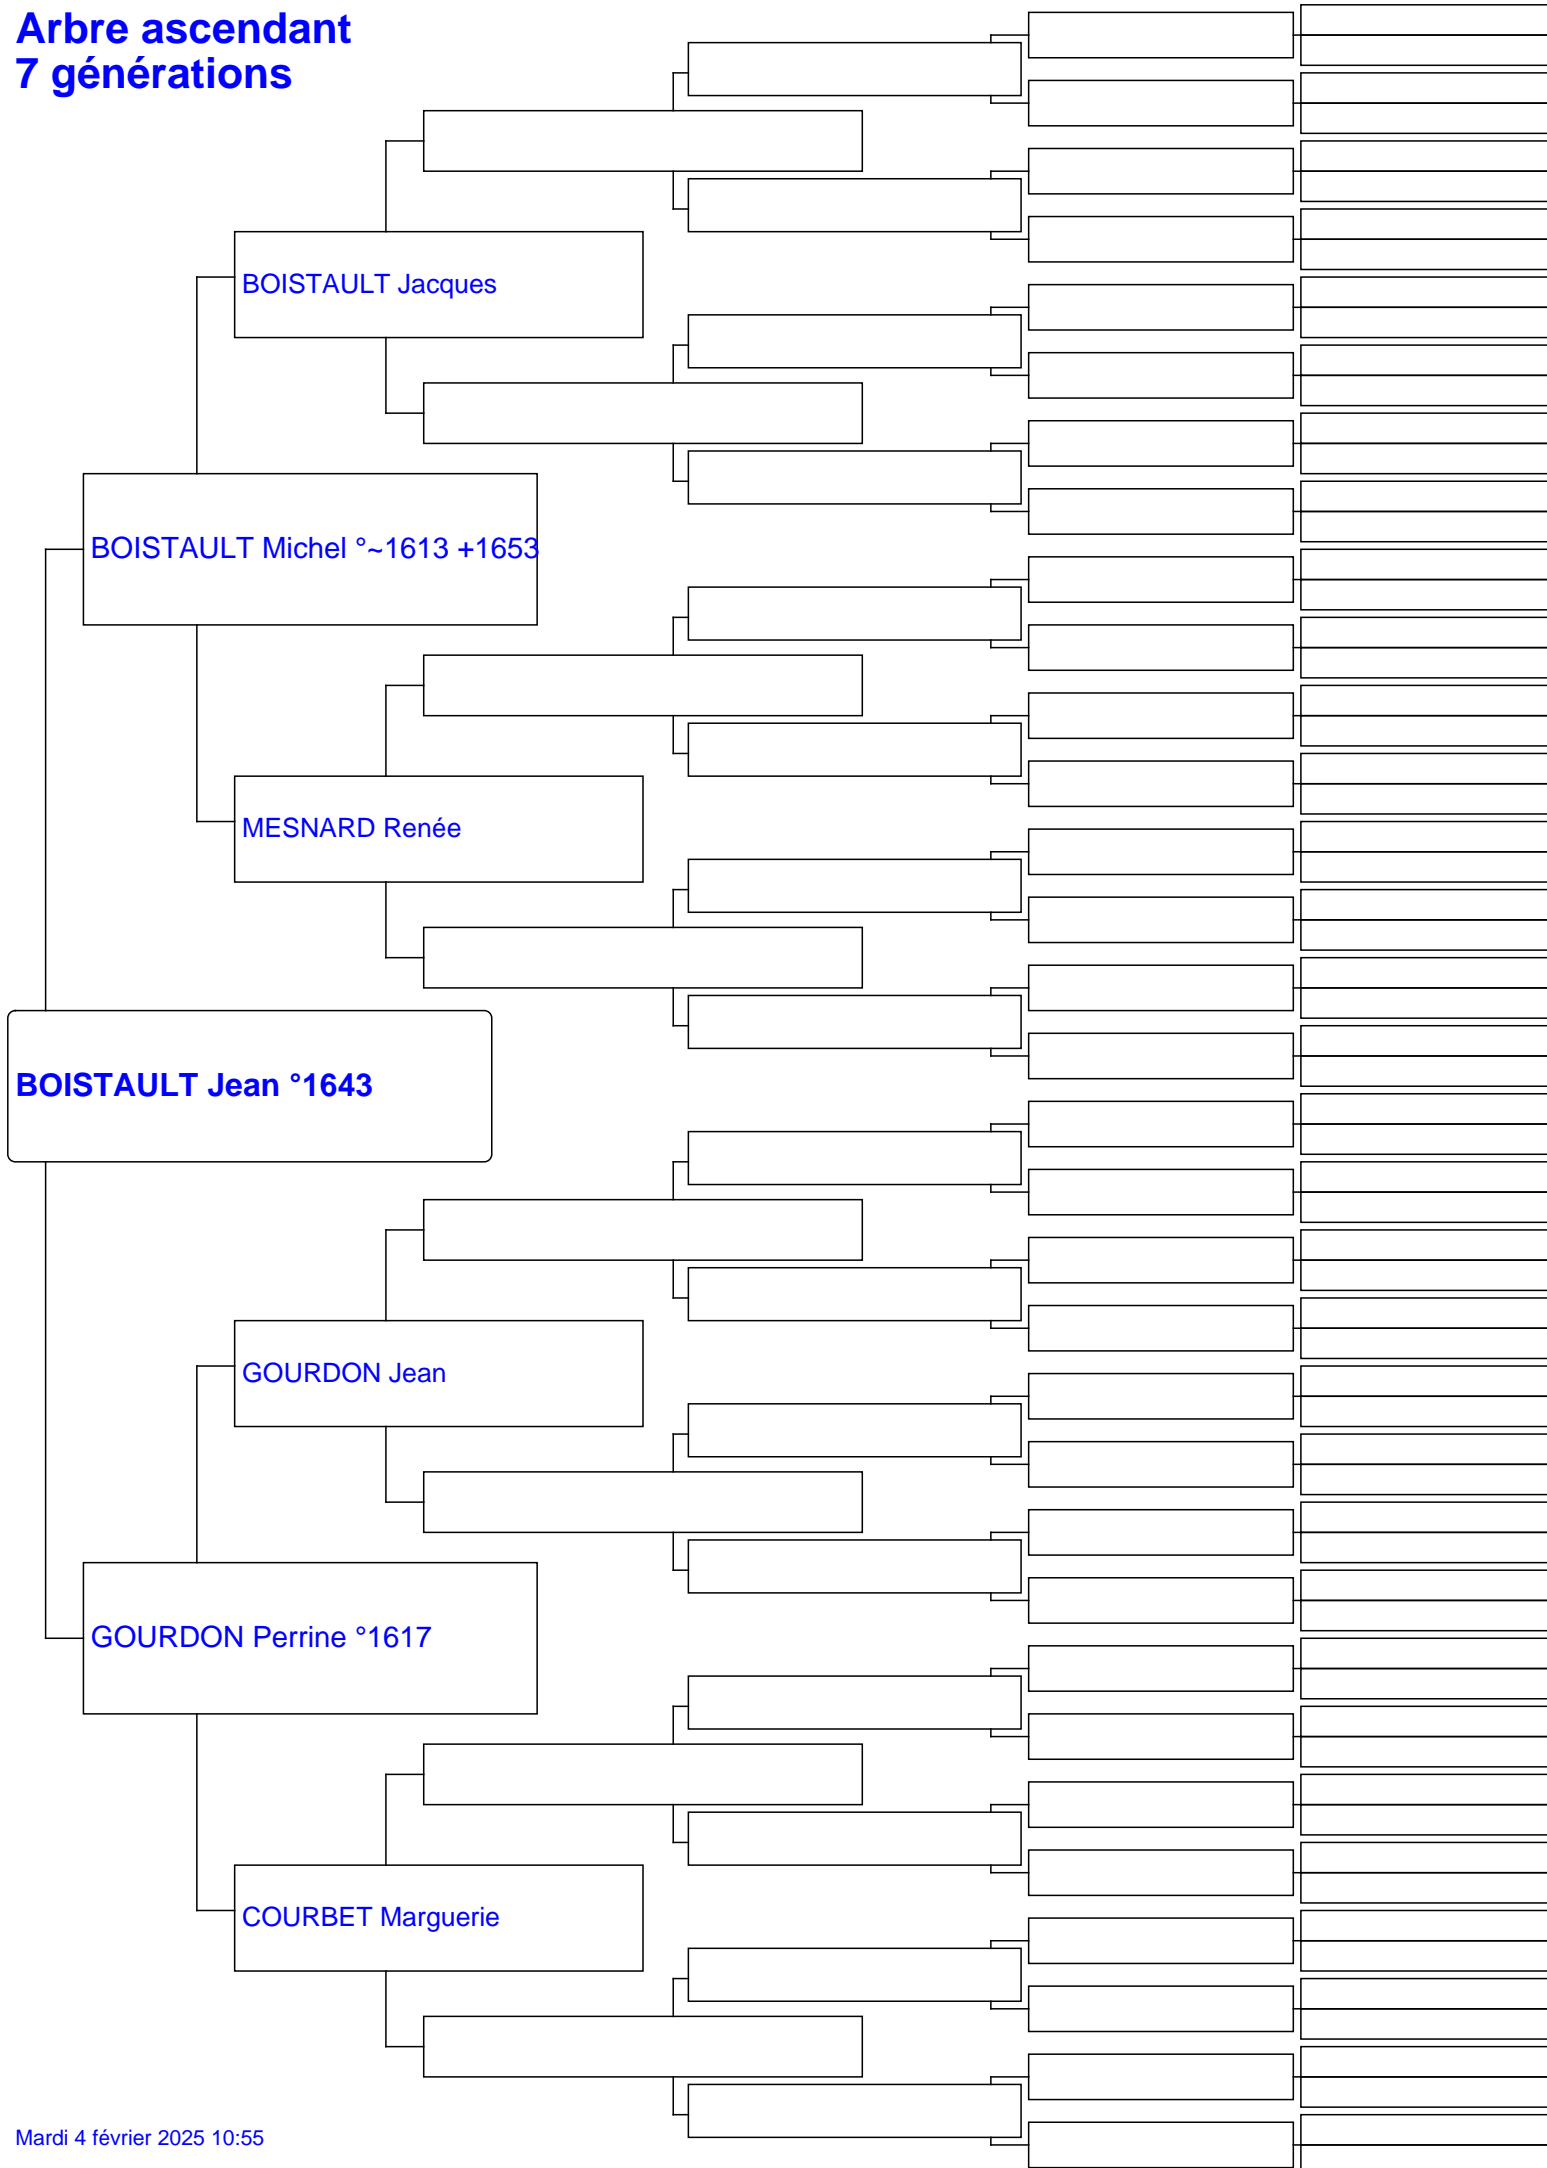 Arbre ascendant
7 générations
BOISTAULT Jacques
BOISTAULT Michel °~1613 +1653
MESNARD Renée
BOISTAULT Jean °1643
GOURDON Jean
GOURDON Perrine °1617
COURBET Marguerie
Mardi 4 février 2025 10:55